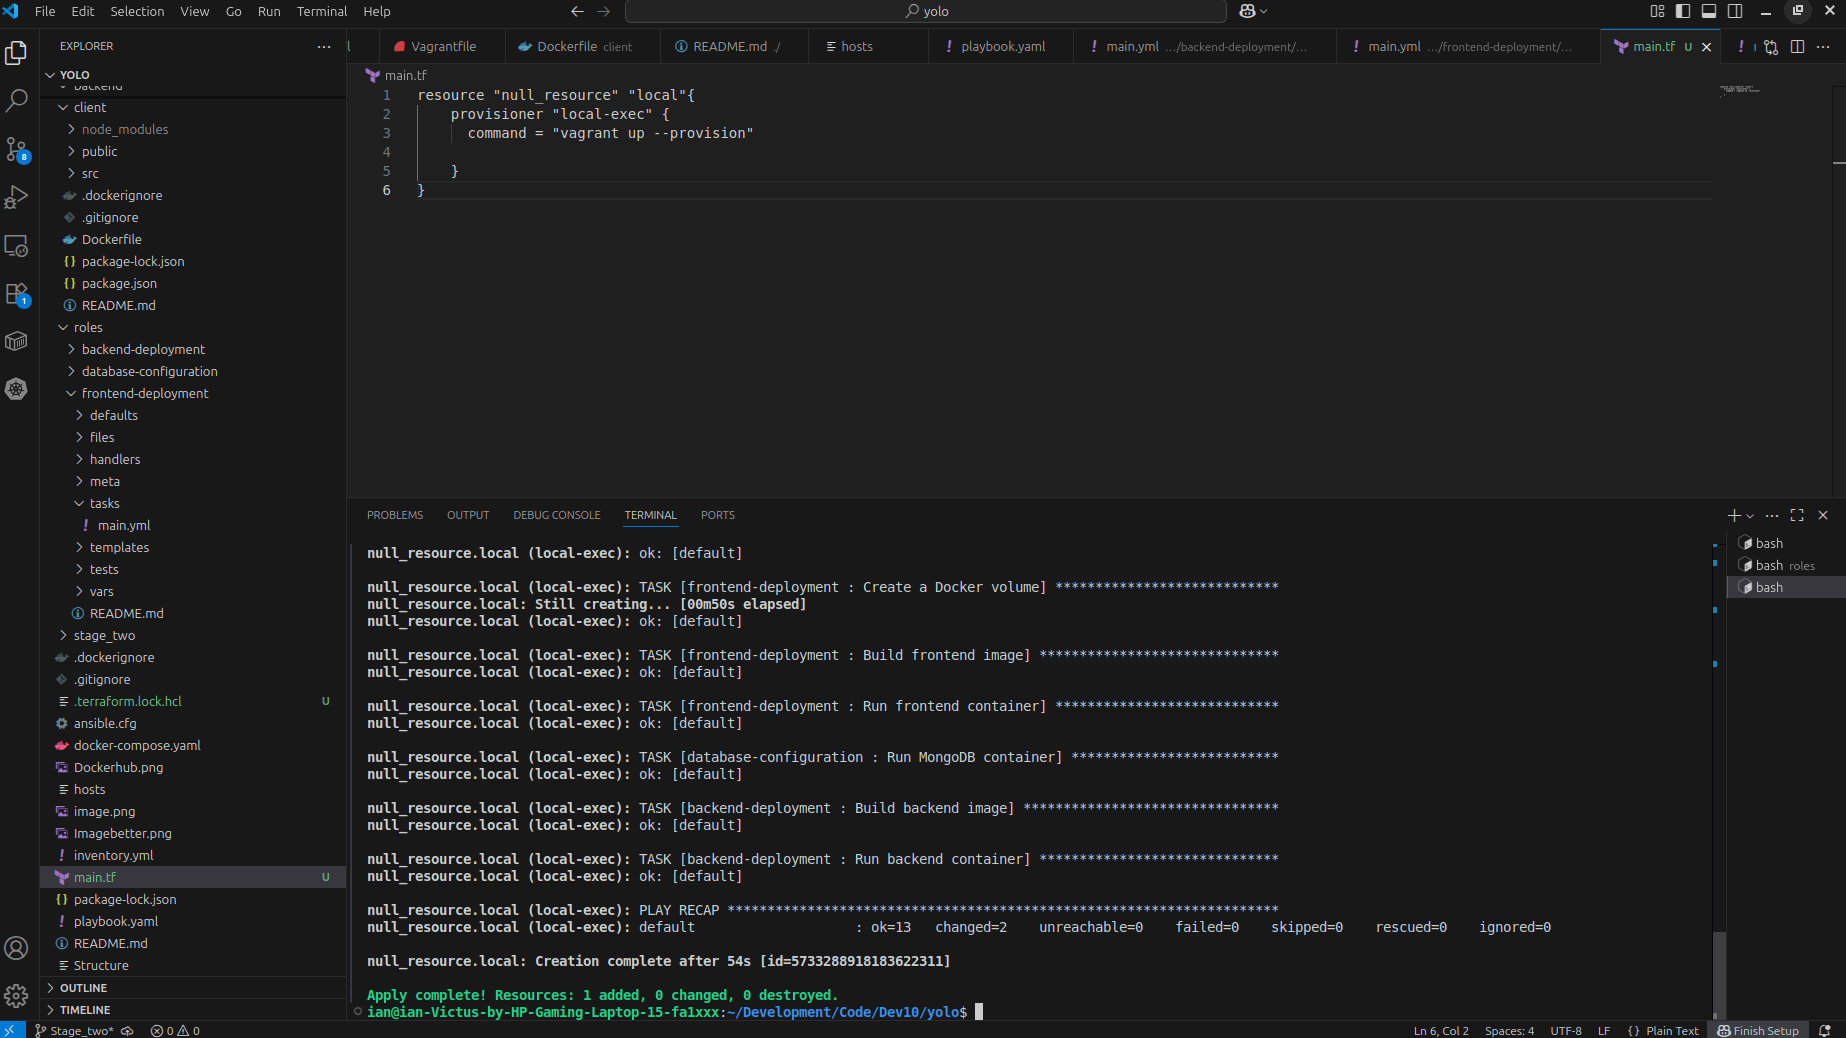 File Edit Selection View Go Run Terminal Help
yolo
EXPLORER
YOLO
backend
client
node_modules
public
src
.dockerignore
.gitignore
Dockerfile
package-lock.json
package.json
README.md
roles
backend-deployment
database-configuration
frontend-deployment
defaults
files
handlers
meta
tasks
main.yml
templates
tests
vars
README.md
stage_two
.dockerignore
.gitignore
.terraform.lock.hcl U
ansible.cfg
docker-compose.yaml
Dockerhub.png
hosts
image.png
Imagebetter.png
inventory.yml
main.tf U
package-lock.json
playbook.yaml
README.md
Structure
OUTLINE
TIMELINE
8
1
Vagrantfile Dockerfile client README.md ./ hosts playbook.yaml main.yml .../backend-deployment/... main.yml .../frontend-deployment/... main.tf U
main.tf
1 resource "null_resource" "local"{
2 provisioner "local-exec" {
3 command = "vagrant up --provision"
4
5 }
6 }
PROBLEMS OUTPUT DEBUG CONSOLE TERMINAL PORTS
bash
bash roles
bash
null_resource.local (local-exec): ok: [default]
null_resource.local (local-exec): TASK [frontend-deployment : Create a Docker volume] ****************************
null_resource.local: Still creating... [00m50s elapsed]
null_resource.local (local-exec): ok: [default]
null_resource.local (local-exec): TASK [frontend-deployment : Build frontend image] ******************************
null_resource.local (local-exec): ok: [default]
null_resource.local (local-exec): TASK [frontend-deployment : Run frontend container] ****************************
null_resource.local (local-exec): ok: [default]
null_resource.local (local-exec): TASK [database-configuration : Run MongoDB container] **************************
null_resource.local (local-exec): ok: [default]
null_resource.local (local-exec): TASK [backend-deployment : Build backend image] ********************************
null_resource.local (local-exec): ok: [default]
null_resource.local (local-exec): TASK [backend-deployment : Run backend container] ******************************
null_resource.local (local-exec): ok: [default]
null_resource.local (local-exec): PLAY RECAP *********************************************************************
null_resource.local (local-exec): default : ok=13 changed=2 unreachable=0 failed=0 skipped=0 rescued=0 ignored=0
null_resource.local: Creation complete after 54s [id=5733288918183622311]
Apply complete! Resources: 1 added, 0 changed, 0 destroyed.
ian@ian-Victus-by-HP-Gaming-Laptop-15-fa1xxx:~/Development/Code/Dev10/yolo$
Stage_two* 0 0 Ln 6, Col 2 Spaces: 4 UTF-8 LF {} Plain Text Finish Setup